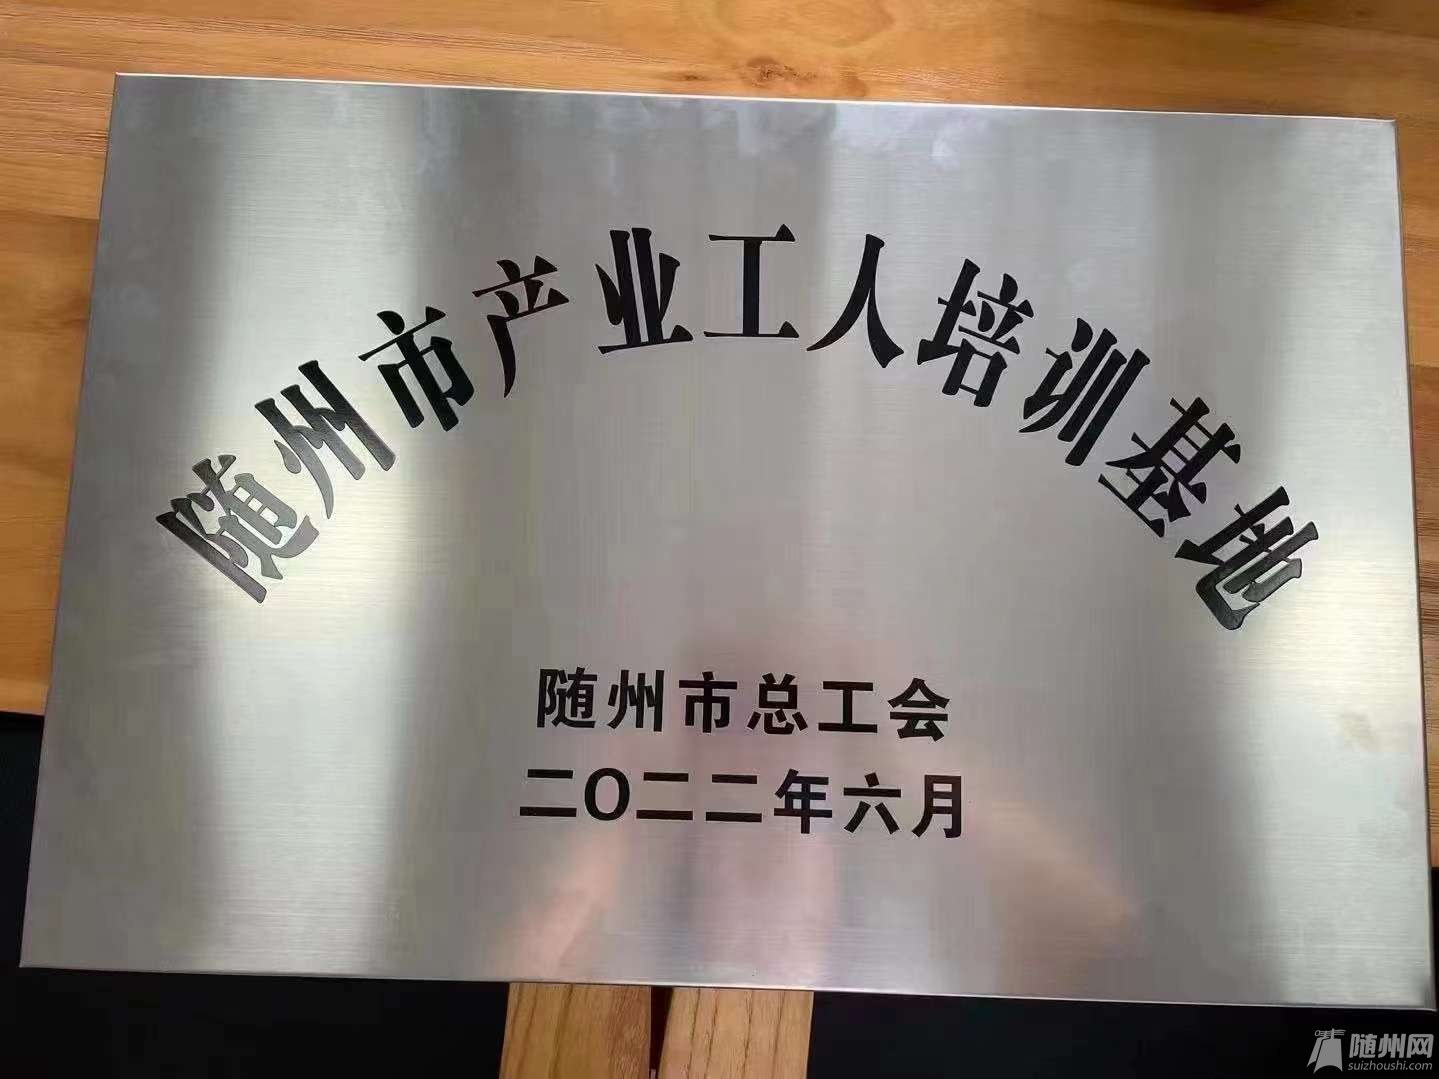 随州市产业工人培训基地
随州市总工会
二〇二二年六月
随州网
suizhoushi.com